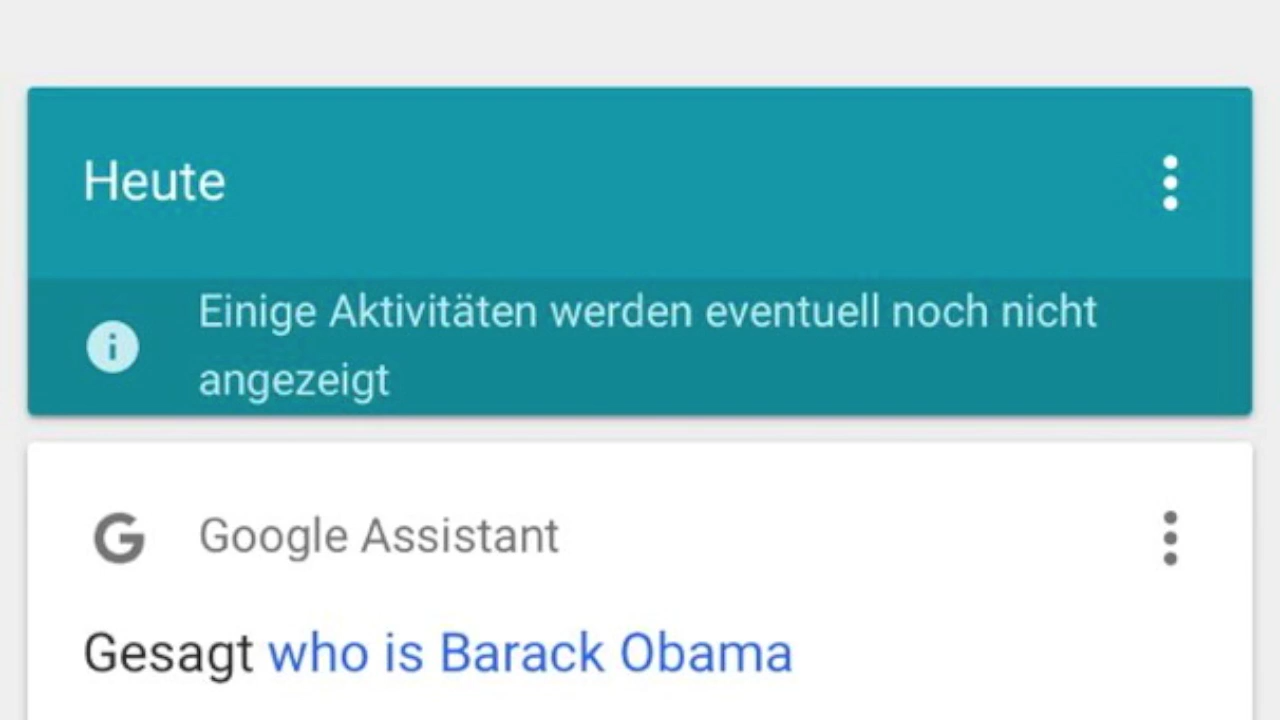 Heute
Einige Aktivitäten werden eventuell noch nicht
angezeigt
Google Assistant
Gesagt who is Barack Obama